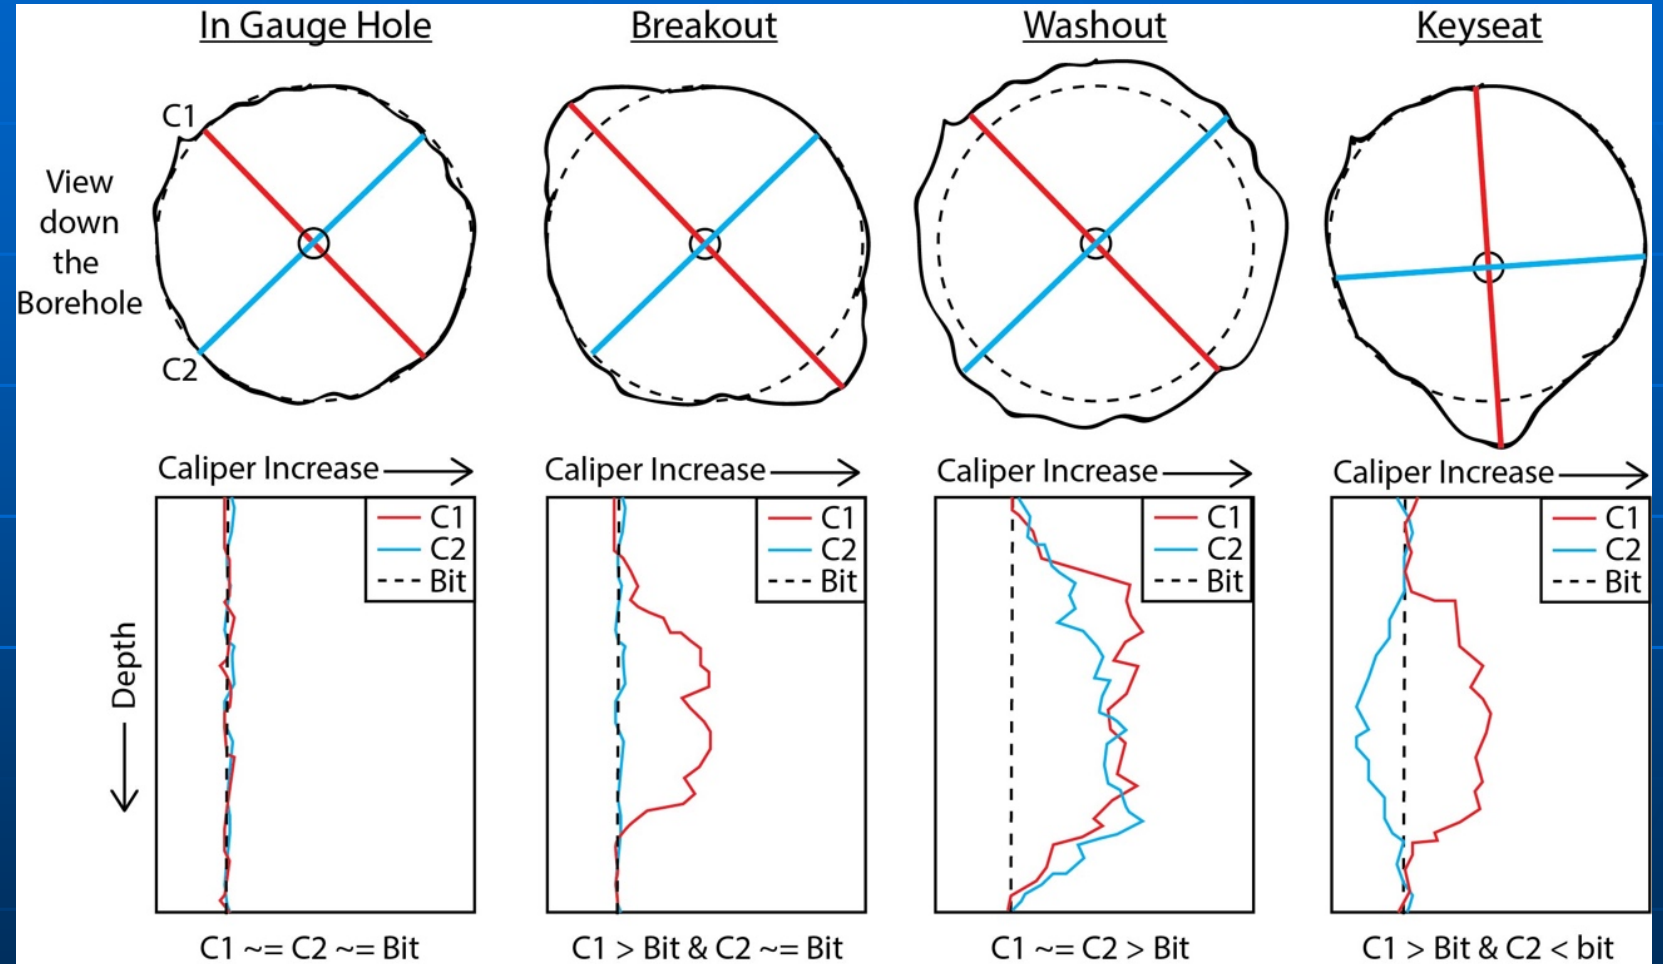 In Gauge Hole
Breakout
Washout
Keyseat
C1
C2
View
down
the
Borehole
Caliper Increase
Caliper Increase
Caliper Increase
Caliper Increase
C1
C2
Bit
C1
C2
Bit
C1
C2
Bit
C1
C2
Bit
Depth
C1 ~= C2 ~= Bit
C1 > Bit & C2 ~= Bit
C1 ~= C2 > Bit
C1 > Bit & C2 < bit